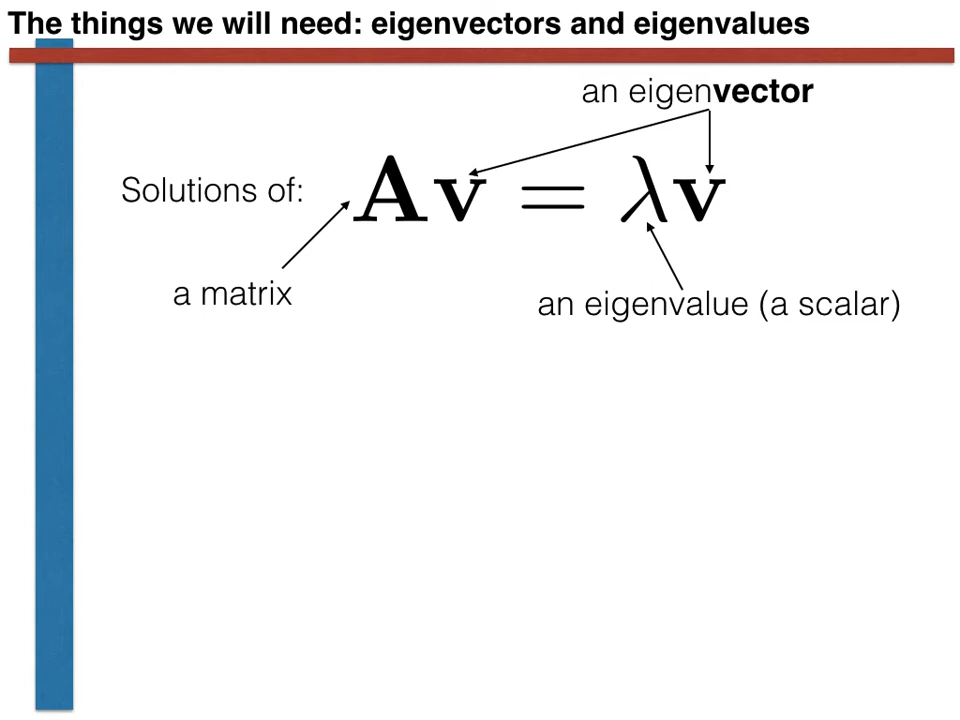 The things we will need: eigenvectors and eigenvalues
an eigenvector
Solutions of: Av = λv
a matrix
an eigenvalue (a scalar)